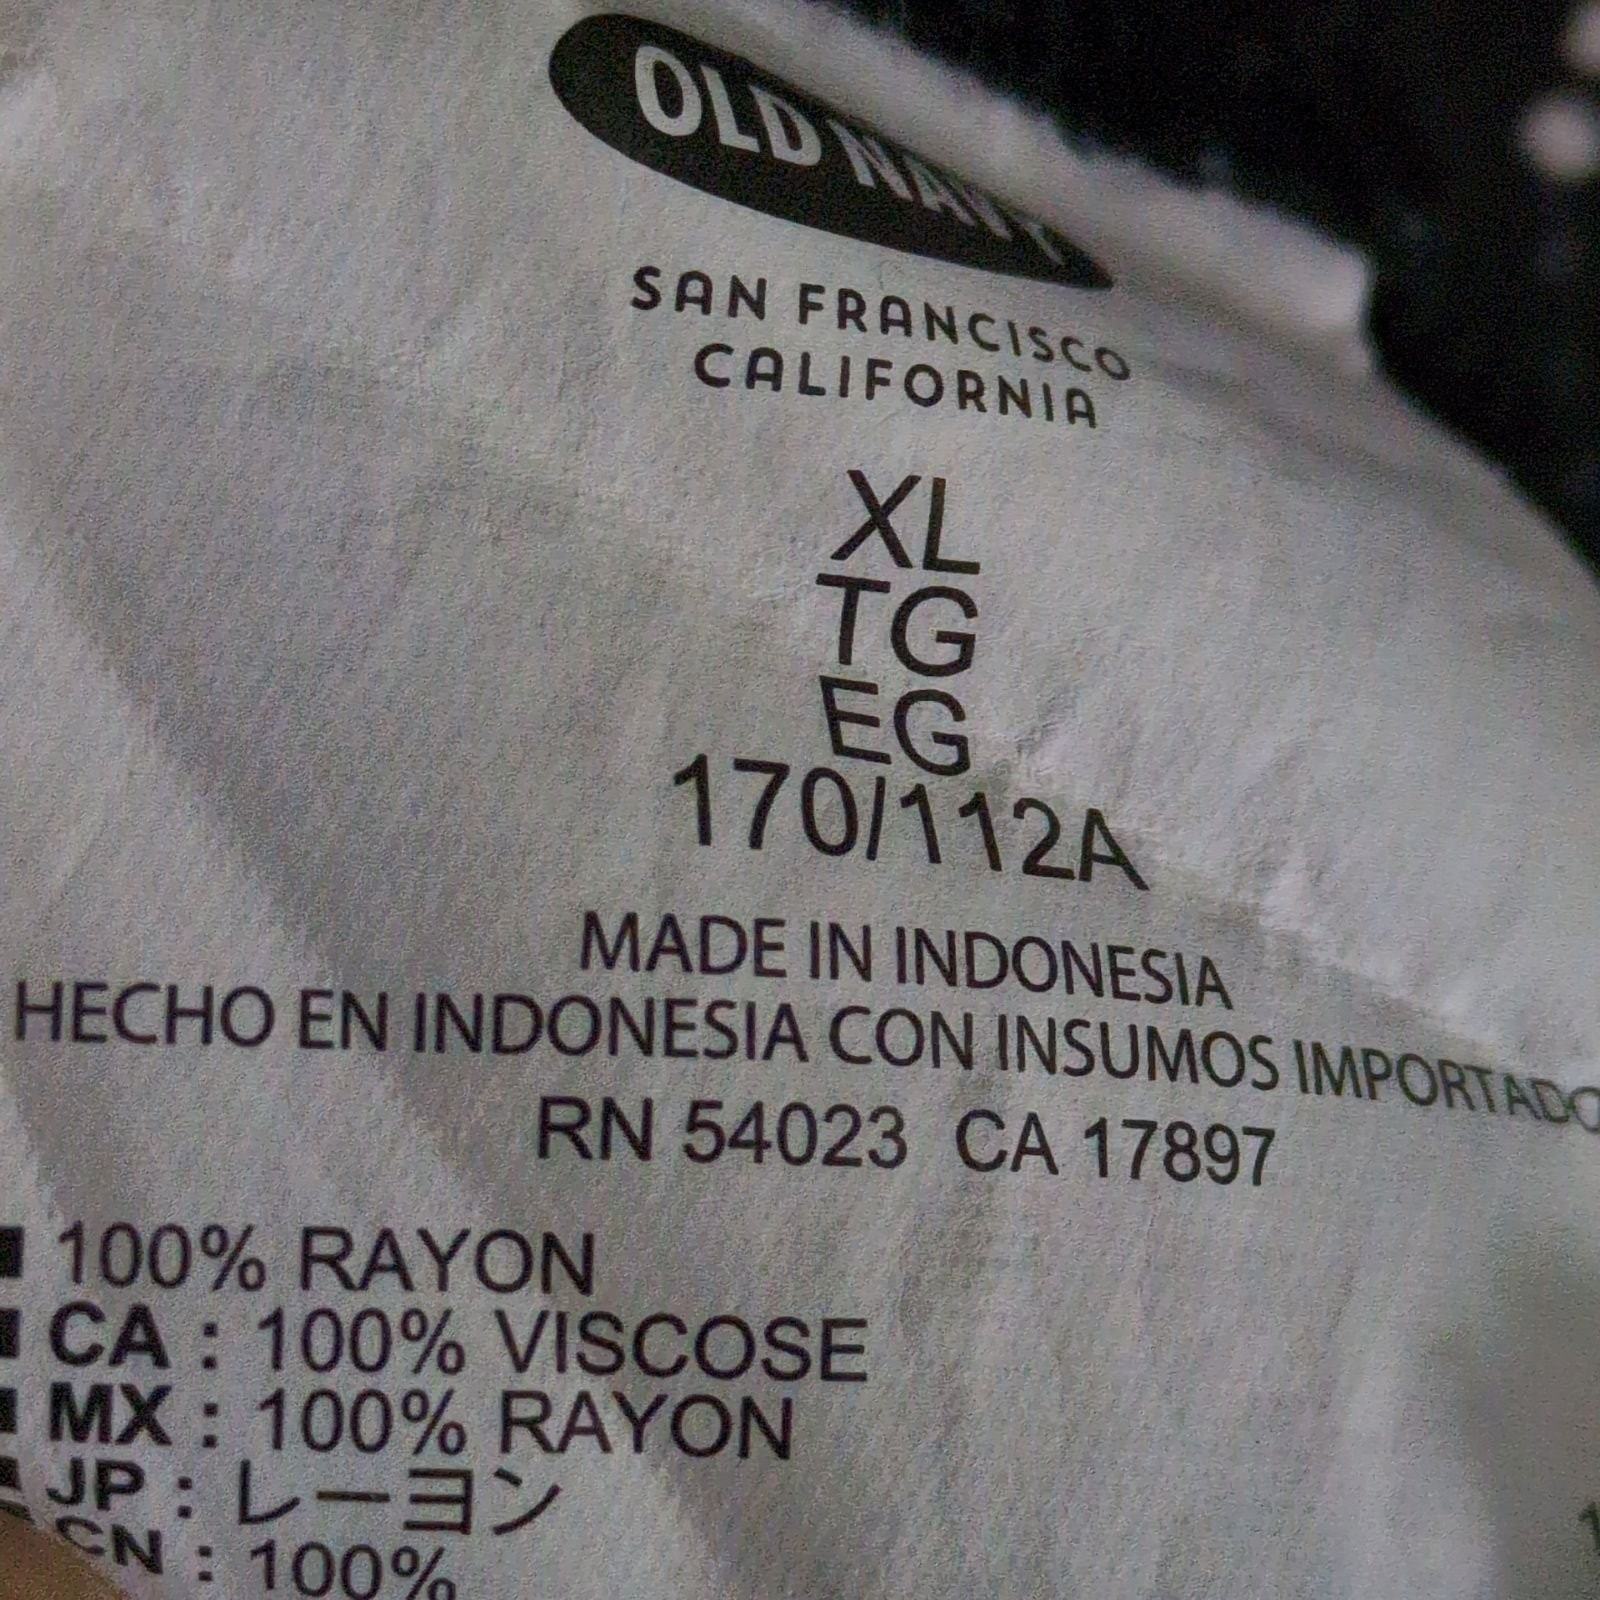 OLD NAVY
SAN FRANCISCO
CALIFORNIA
XL
TG
EG
170/112A
MADE IN INDONESIA
HECHO EN INDONESIA CON INSUMOS IMPORTADO
RN 54023 CA 17897
100% RAYON
CA : 100% VISCOSE
MX : 100% RAYON
JP : レーヨン
CN : 100%